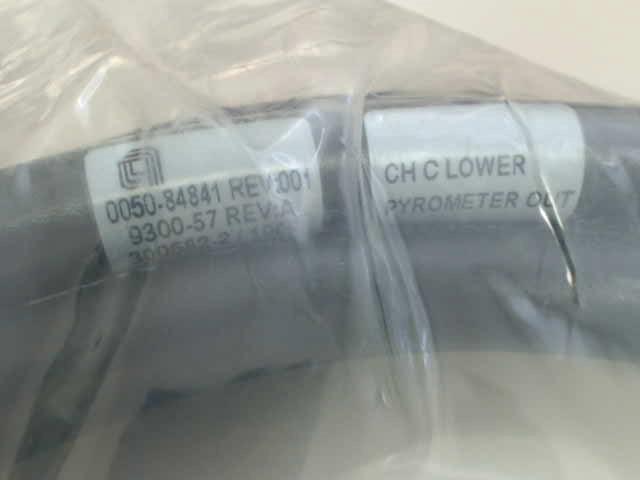 0050-84841 REV:001
9300-57 REV:A
CH C LOWER
PYROMETER OUT